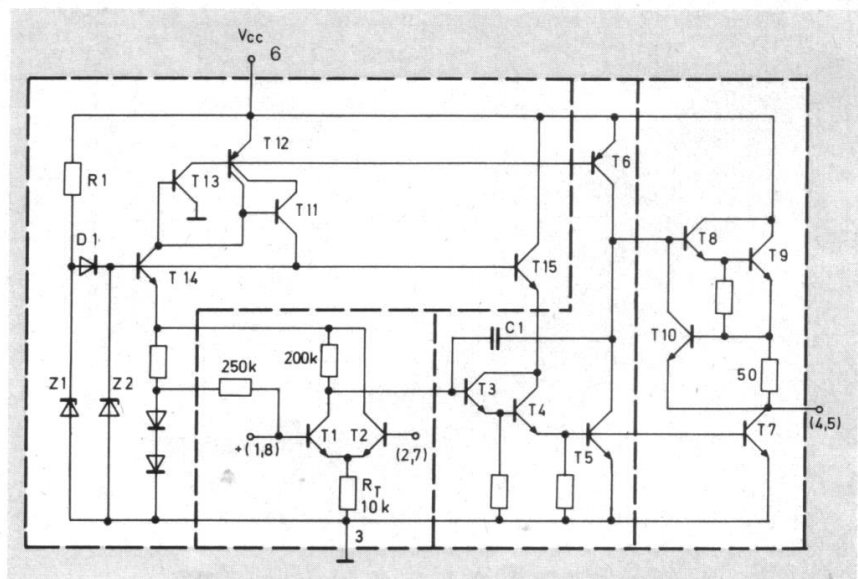 Vcc
6
T12
T6
T13
R1
T11
T8
T9
D1
T14
T15
T10
C1
50
250k
200k
Z1
Z2
T3
T4
T1
T2
T7
+(1,8)
(2,7)
(4,5)
T5
RT
10k
3